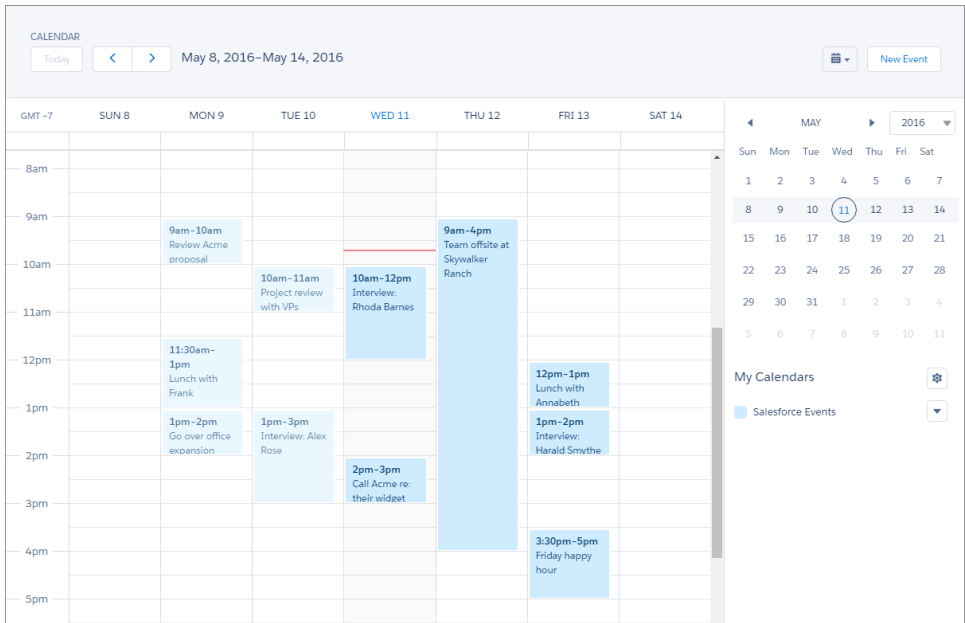 CALENDAR
Today
May 8, 2016–May 14, 2016
New Event
GMT -7 SUN 8 MON 9 TUE 10 WED 11 THU 12 FRI 13 SAT 14
8am
9am
10am
11am
12pm
1pm
2pm
3pm
4pm
5pm
9am–10am
Review Acme
proposal
11:30am–
1pm
Lunch with
Frank
1pm–2pm
Go over office
expansion
10am–11am
Project review
with VPs
1pm–3pm
Interview: Alex
Rose
10am–12pm
Interview:
Rhoda Barnes
2pm–3pm
Call Acme re:
their widget
9am–4pm
Team offsite at
Skywalker
Ranch
12pm–1pm
Lunch with
Annabeth
1pm–2pm
Interview:
Harald Smythe
3:30pm–5pm
Friday happy
hour
MAY 2016
Sun Mon Tue Wed Thu Fri Sat
1 2 3 4 5 6 7
8 9 10 11 12 13 14
15 16 17 18 19 20 21
22 23 24 25 26 27 28
29 30 31 1 2 3 4
5 6 7 8 9 10 11
My Calendars
Salesforce Events